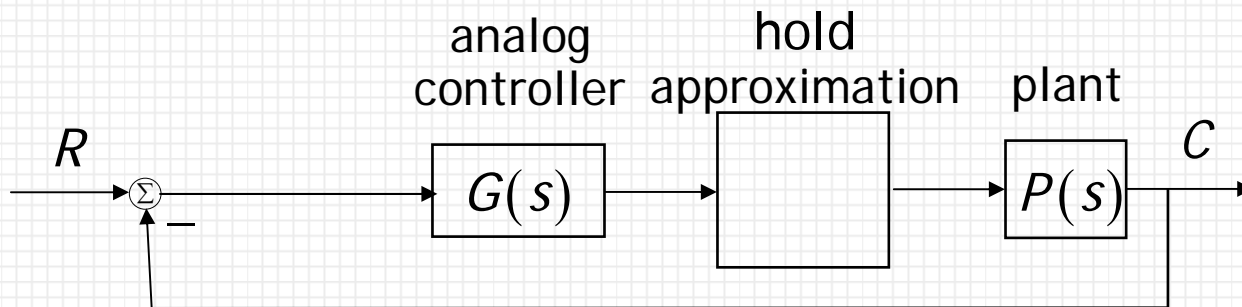 analog controller
hold approximation
plant
R
Σ
−
G(s)
P(s)
C